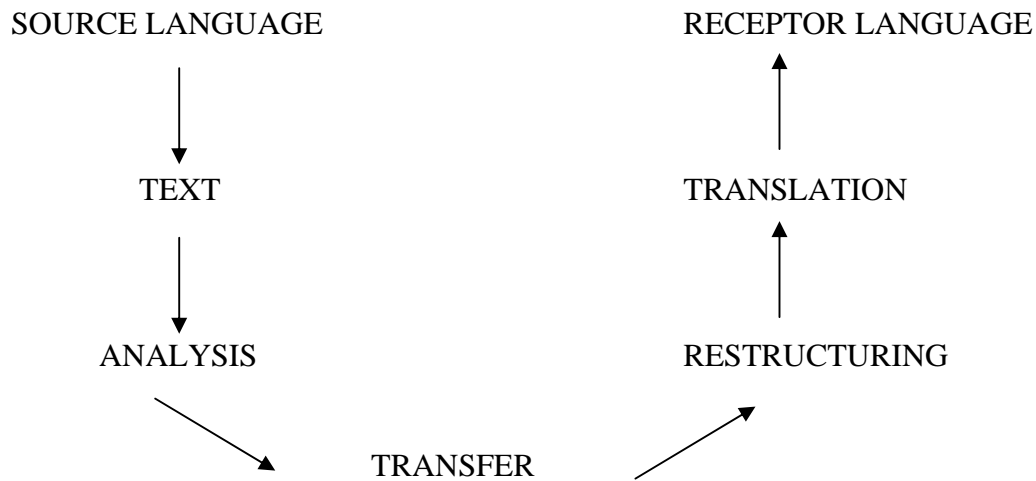 SOURCE LANGUAGE
RECEPTOR LANGUAGE
TEXT
TRANSLATION
ANALYSIS
RESTRUCTURING
TRANSFER